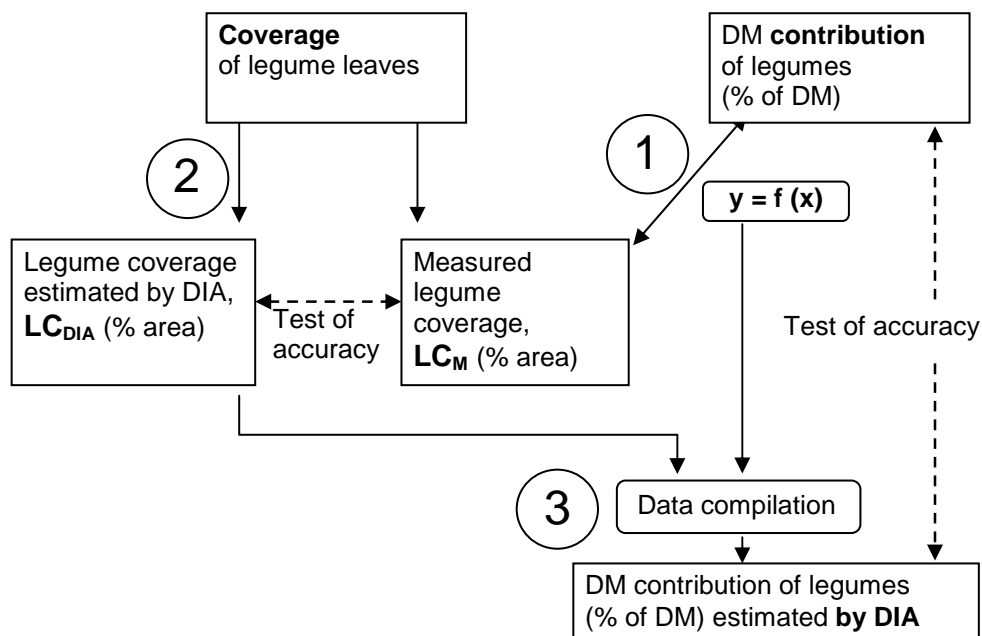 Coverage
of legume leaves
DM contribution
of legumes
(% of DM)
2
1
y = f (x)
Legume coverage
estimated by DIA,
LC_DIA (% area)
Test of
accuracy
Measured
legume
coverage,
LC_M (% area)
Test of accuracy
3
Data compilation
DM contribution of legumes
(% of DM) estimated by DIA